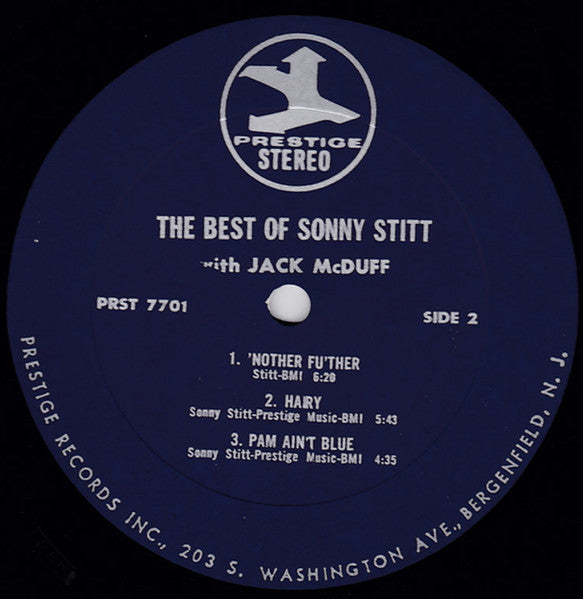 PRESTIGE
STEREO
THE BEST OF SONNY STITT
with JACK McDUFF
PRST 7701
SIDE 2
1. 'NOTHER FU'THER
Stitt-BMI 6:20
2. HAIRY
Sonny Stitt-Prestige Music-BMI 5:43
3. PAM AIN'T BLUE
Sonny Stitt-Prestige Music-BMI 4:35
PRESTIGE RECORDS INC., 203 S. WASHINGTON AVE., BERGENFIELD, N. J.